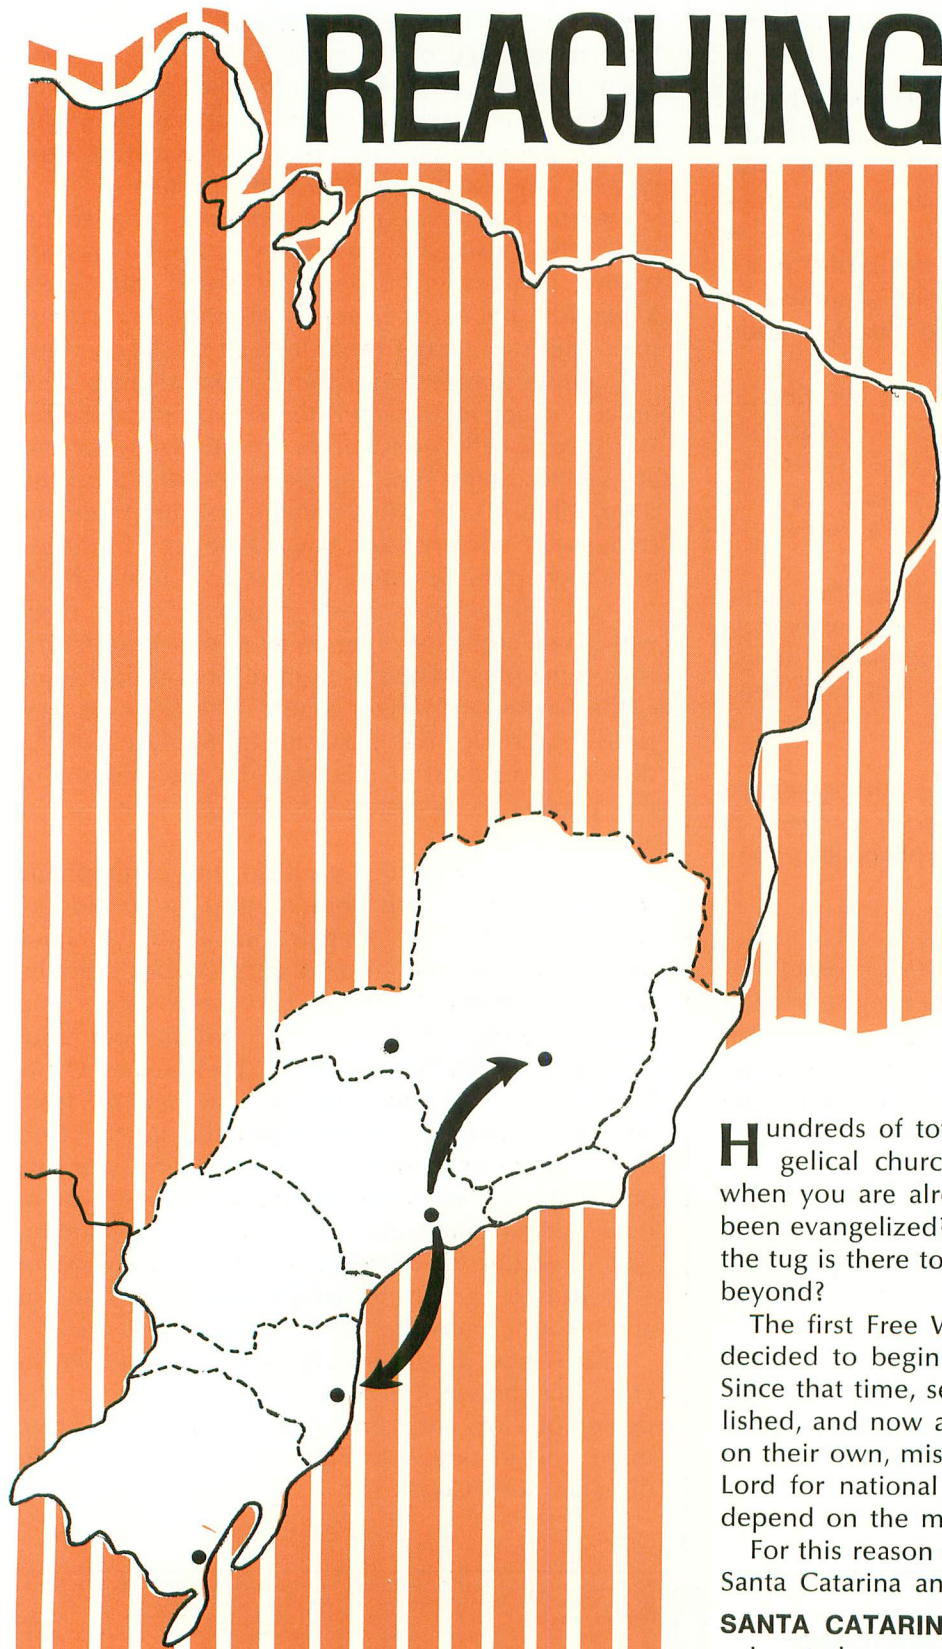 REACHING
Hundreds of to
gelical churc
when you are alr
been evangelized?
the tug is there to
beyond?
The first Free V
decided to begin
Since that time, se
lished, and now a
on their own, mis
Lord for national
depend on the m
For this reason
Santa Catarina an
SANTA CATARIN